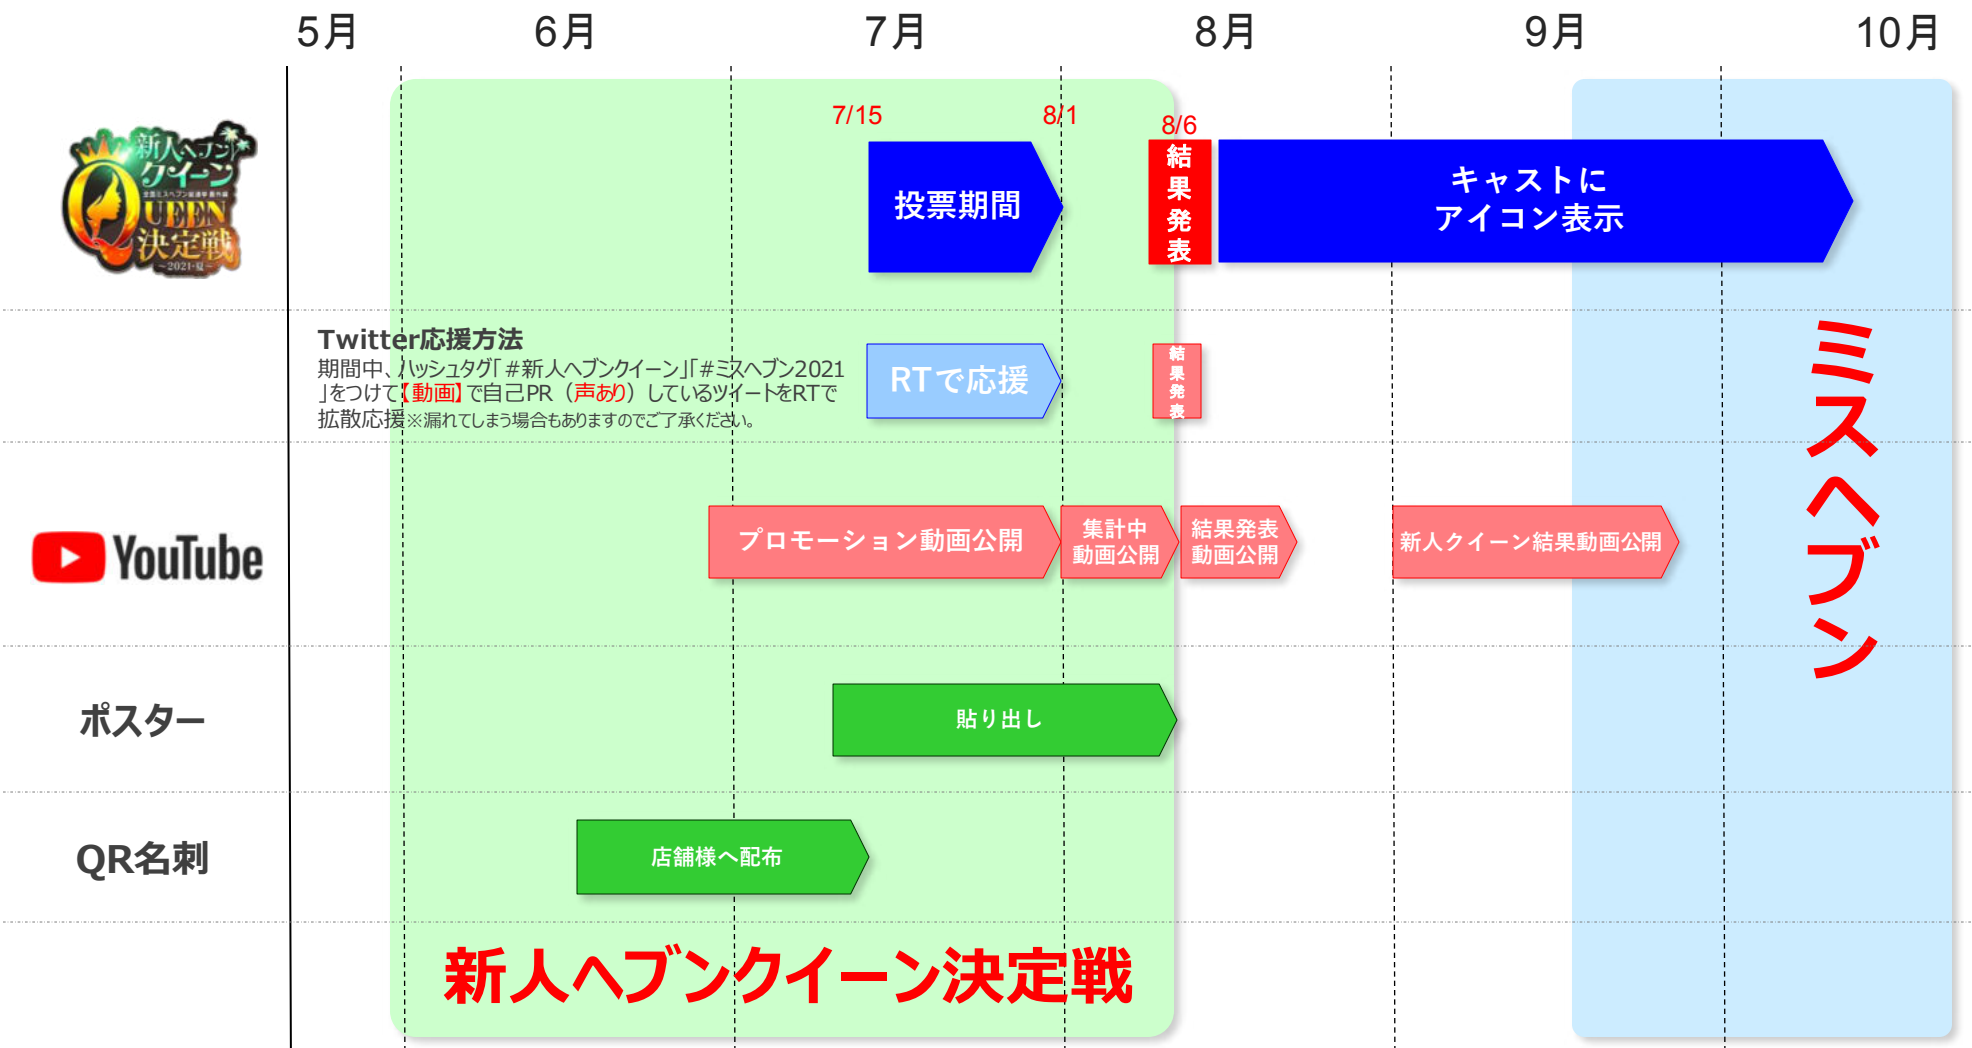 5月
6月
7月
8月
9月
10月
新人ヘブン
クイーン
QUEEN
決定戦
~2021・夏~
7/15
8/1
8/6
投票期間
結果発表
キャストに
アイコン表示
Twitter応援方法
期間中、ハッシュタグ「#新人ヘブンクイーン」「#ミスヘブン2021
」をつけて【動画】で自己PR（声あり）しているツイートをRTで
拡散応援※漏れてしまう場合もありますのでご了承ください。
RTで応援
結果発表
ミスヘブン
YouTube
プロモーション動画公開
集計中
動画公開
結果発表
動画公開
新人クイーン結果動画公開
ポスター
貼り出し
QR名刺
店舗様へ配布
新人ヘブンクイーン決定戦